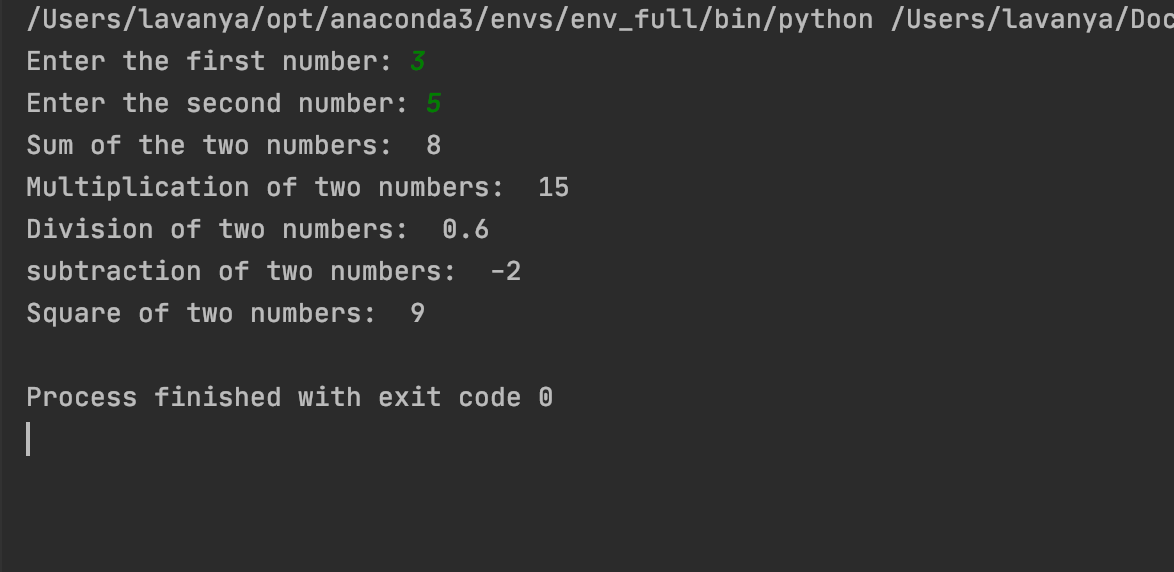 /Users/lavanya/opt/anaconda3/envs/env_full/bin/python /Users/lavanya/Doc
Enter the first number: 3
Enter the second number: 5
Sum of the two numbers:  8
Multiplication of two numbers:  15
Division of two numbers:  0.6
subtraction of two numbers:  -2
Square of two numbers:  9
Process finished with exit code 0